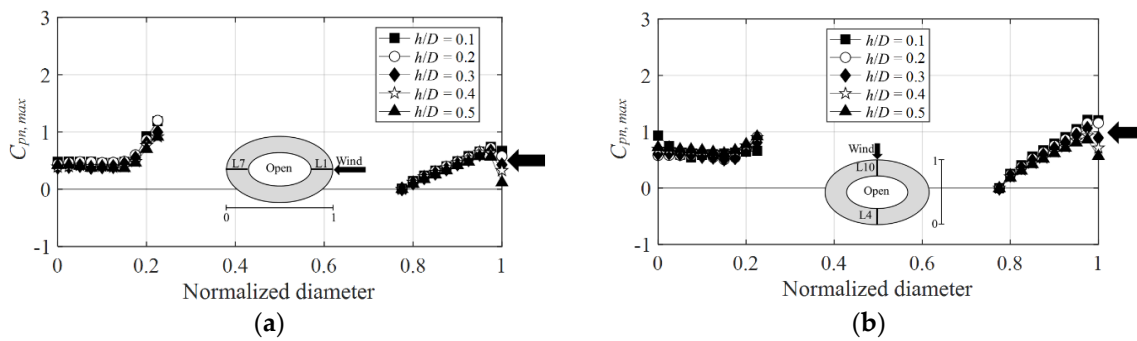 3
2
1
0
-1
C_pn, max
h/D = 0.1
h/D = 0.2
h/D = 0.3
h/D = 0.4
h/D = 0.5
L7
Open
L1
Wind
0
1
0
0.2
0.4
0.6
0.8
1
Normalized diameter
(a)
3
2
1
0
-1
C_pn, max
h/D = 0.1
h/D = 0.2
h/D = 0.3
h/D = 0.4
h/D = 0.5
Wind
L10
Open
L4
1
0
0
0.2
0.4
0.6
0.8
1
Normalized diameter
(b)